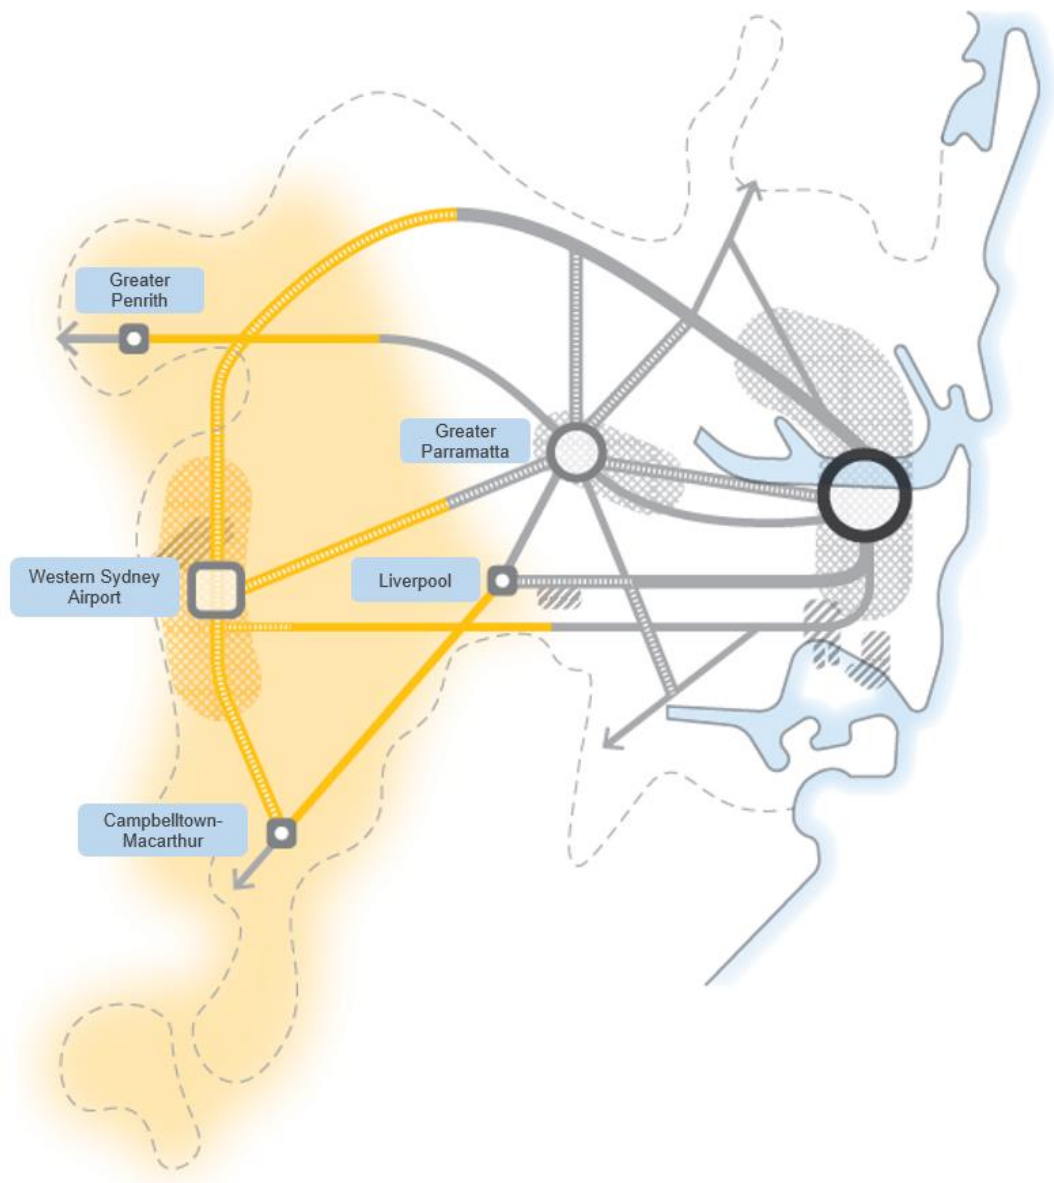 Greater
Penrith
Greater
Parramatta
Western Sydney
Airport
Liverpool
Campbelltown-
Macarthur